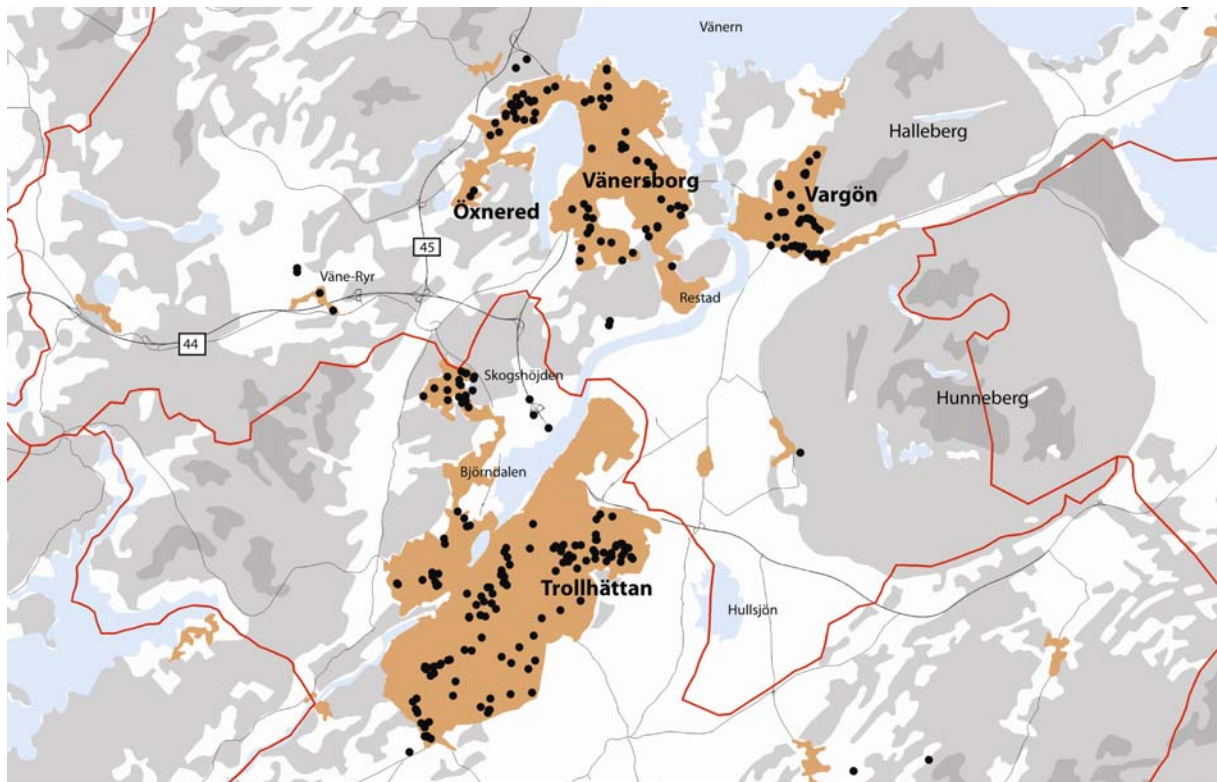 Vänern
Halleberg
Vänersborg
Vargön
Öxnered
45
Väne-Ryr
Restad
44
Skogshöjden
Hunneberg
Björndalen
Trollhättan
Hullsjön